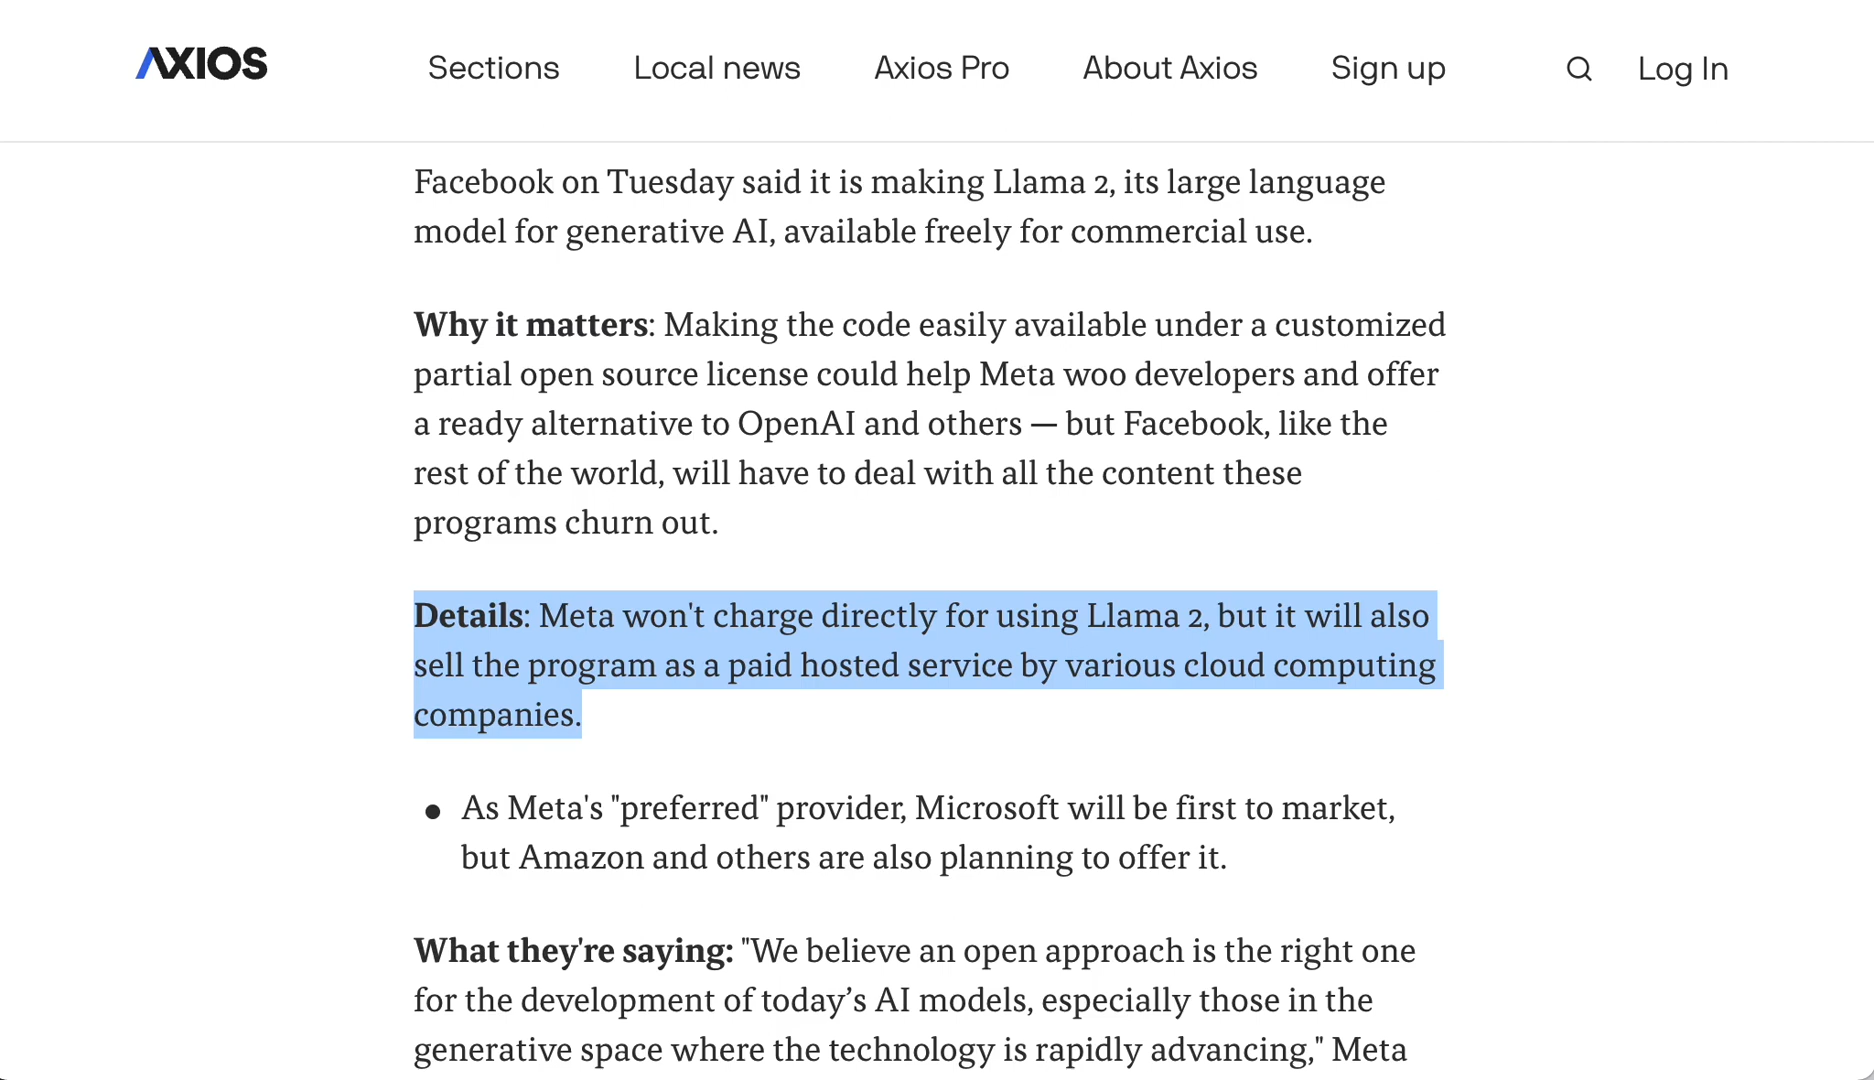 AXIOS Sections Local news Axios Pro About Axios Sign up Log In
Facebook on Tuesday said it is making Llama 2, its large language
model for generative AI, available freely for commercial use.
Why it matters: Making the code easily available under a customized
partial open source license could help Meta woo developers and offer
a ready alternative to OpenAI and others — but Facebook, like the
rest of the world, will have to deal with all the content these
programs churn out.
Details: Meta won't charge directly for using Llama 2, but it will also
sell the program as a paid hosted service by various cloud computing
companies.
● As Meta's "preferred" provider, Microsoft will be first to market,
but Amazon and others are also planning to offer it.
What they're saying: "We believe an open approach is the right one
for the development of today’s AI models, especially those in the
generative space where the technology is rapidly advancing," Meta